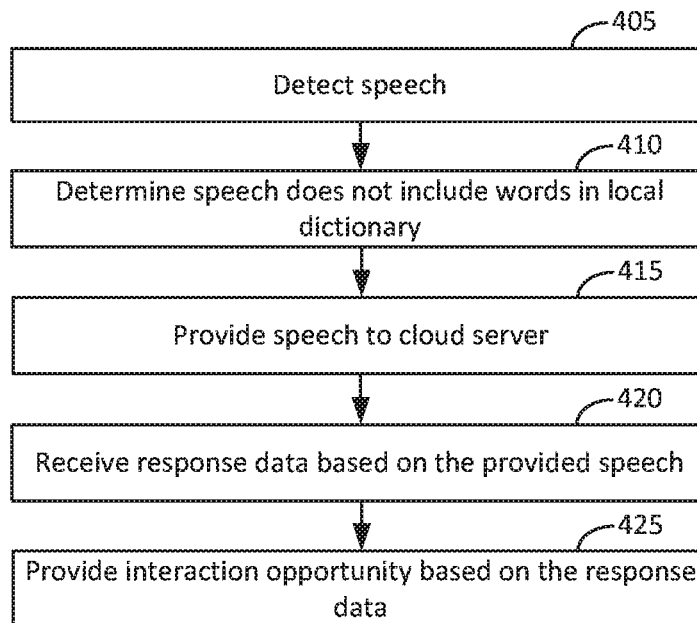 405
Detect speech
410
Determine speech does not include words in local
dictionary
415
Provide speech to cloud server
420
Receive response data based on the provided speech
425
Provide interaction opportunity based on the response
data